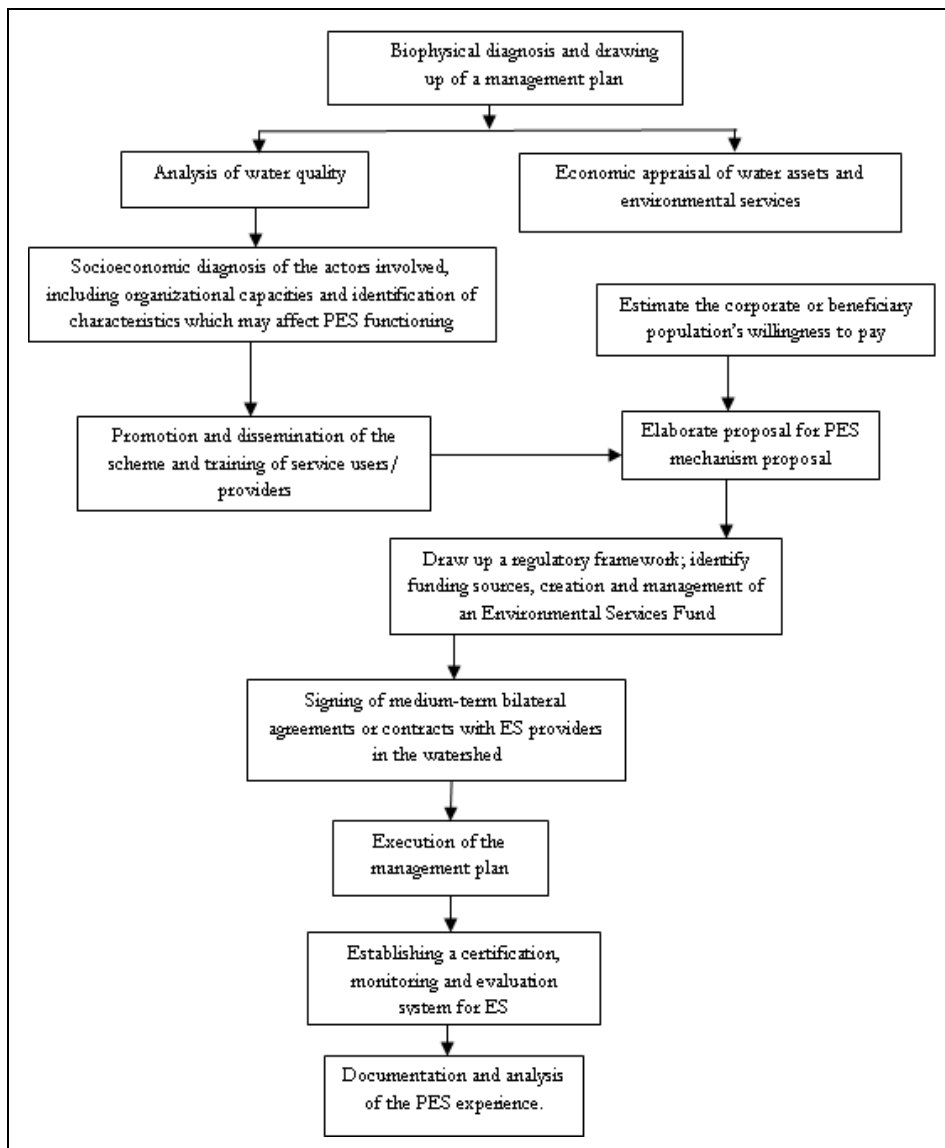 Biophysical diagnosis and drawing
up of a management plan
Analysis of water quality
Economic appraisal of water assets and
environmental services
Socioeconomic diagnosis of the actors involved,
including organizational capacities and identification of
characteristics which may affect PES functioning
Estimate the corporate or beneficiary
population's willingness to pay
Promotion and dissemination of the
scheme and training of service users/
providers
Elaborate proposal for PES
mechanism proposal
Draw up a regulatory framework; identify
funding sources, creation and management of
an Environmental Services Fund
Signing of medium-term bilateral
agreements or contracts with ES providers
in the watershed
Execution of the
management plan
Establishing a certification,
monitoring and evaluation
system for ES
Documentation and analysis
of the PES experience.